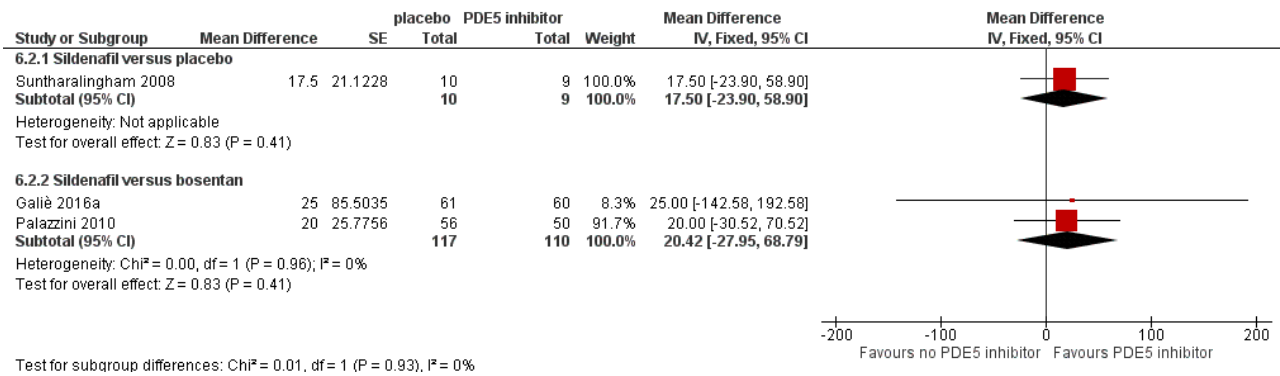 placebo PDE5 inhibitor Mean Difference Mean Difference
Study or Subgroup Mean Difference SE Total Total Weight IV, Fixed, 95% CI IV, Fixed, 95% CI
6.2.1 Sildenafil versus placebo
Suntharalingham 2008 17.5 21.1228 10 9 100.0% 17.50 [-23.90, 58.90]
Subtotal (95% CI) 10 9 100.0% 17.50 [-23.90, 58.90]
Heterogeneity: Not applicable
Test for overall effect: Z = 0.83 (P = 0.41)
6.2.2 Sildenafil versus bosentan
Galiè 2016a 25 85.5035 61 60 8.3% 25.00 [-142.58, 192.58]
Palazzini 2010 20 25.7756 56 50 91.7% 20.00 [-30.52, 70.52]
Subtotal (95% CI) 117 110 100.0% 20.42 [-27.95, 68.79]
Heterogeneity: Chi² = 0.00, df = 1 (P = 0.96); I² = 0%
Test for overall effect: Z = 0.83 (P = 0.41)
-200 -100 0 100 200
Favours no PDE5 inhibitor Favours PDE5 inhibitor
Test for subgroup differences: Chi² = 0.01, df = 1 (P = 0.93), I² = 0%